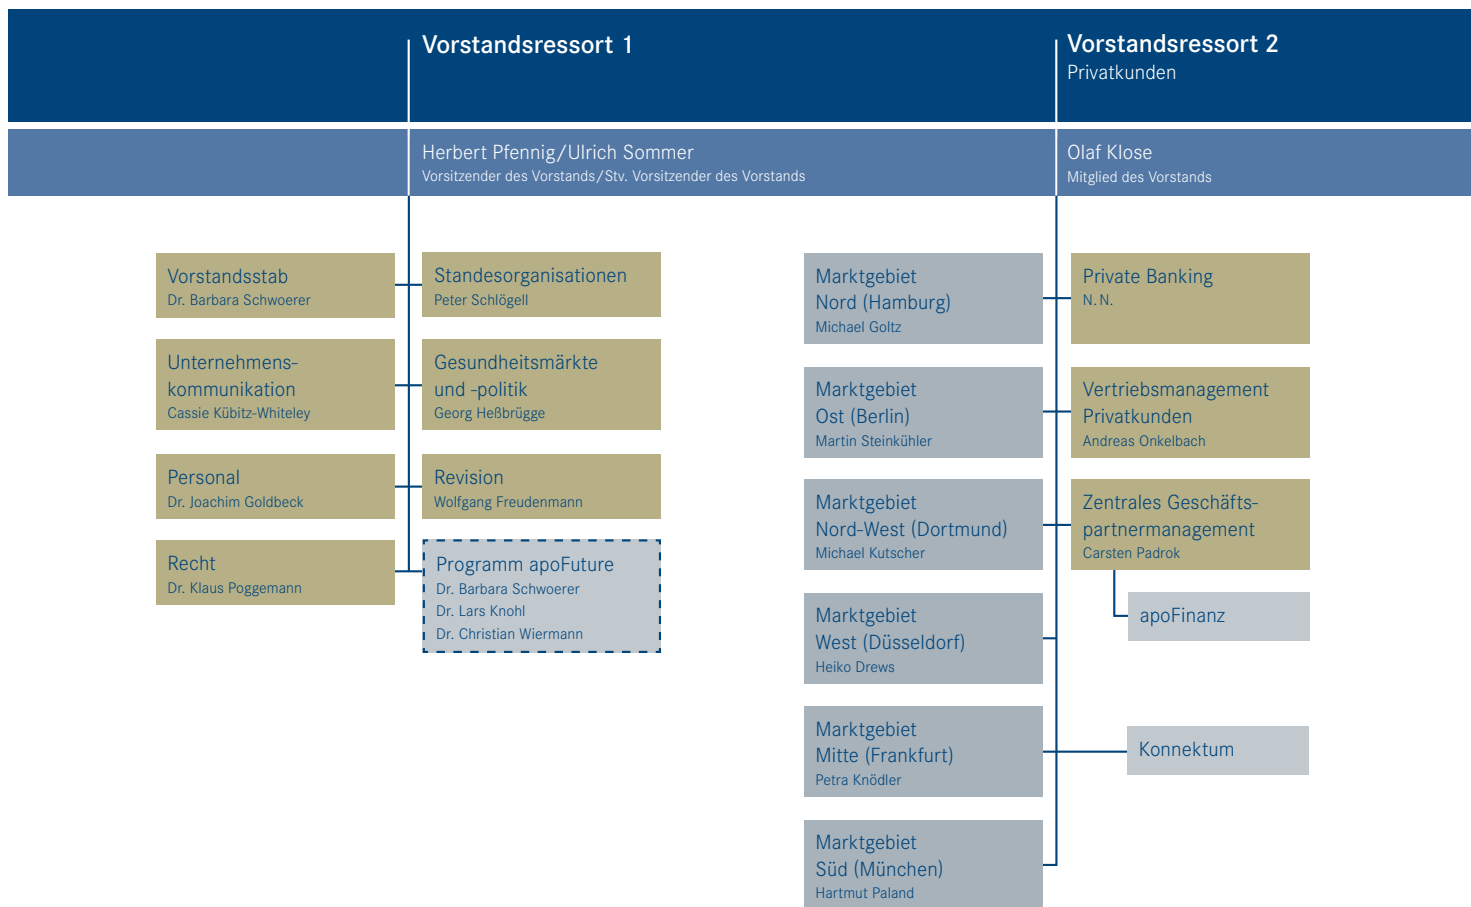 Vorstandsressort 1
Herbert Pfennig/Ulrich Sommer
Vorsitzender des Vorstands/Stv. Vorsitzender des Vorstands
Vorstandsstab
Dr. Barbara Schwoerer
Standesorganisationen
Peter Schlögell
Unternehmens-
kommunikation
Cassie Kübitz-Whiteley
Gesundheitsmärkte
und -politik
Georg Heßbrügge
Personal
Dr. Joachim Goldbeck
Revision
Wolfgang Freudenmann
Recht
Dr. Klaus Poggemann
Programm apoFuture
Dr. Barbara Schwoerer
Dr. Lars Knohl
Dr. Christian Wiermann
Vorstandsressort 2
Privatkunden
Olaf Klose
Mitglied des Vorstands
Marktgebiet
Nord (Hamburg)
Michael Goltz
Private Banking
N. N.
Marktgebiet
Ost (Berlin)
Martin Steinkühler
Vertriebsmanagement
Privatkunden
Andreas Onkelbach
Marktgebiet
Nord-West (Dortmund)
Michael Kutscher
Zentrales Geschäfts-
partnermanagement
Carsten Padrok
apoFinanz
Marktgebiet
West (Düsseldorf)
Heiko Drews
Marktgebiet
Mitte (Frankfurt)
Petra Knödler
Konnektum
Marktgebiet
Süd (München)
Hartmut Paland